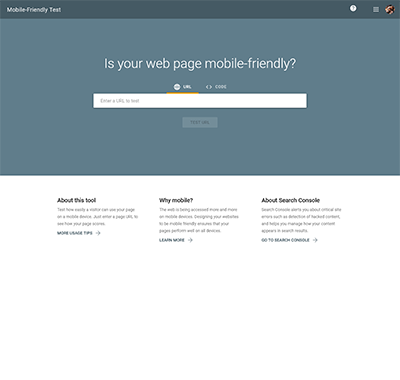 Mobile-Friendly Test
Is your web page mobile-friendly?
URL
CODE
Enter a URL to test
TEST URL
About this tool
Test how easily a visitor can use your page
on a mobile device. Just enter a page URL to
see how your page scores.
MORE USAGE TIPS
Why mobile?
The web is being accessed more and more
on mobile devices. Designing your websites
to be mobile friendly ensures that your
pages perform well on all devices.
LEARN MORE
About Search Console
Search Console alerts you about critical site
errors such as detection of hacked content,
and helps you manage how your content
appears in search results.
GO TO SEARCH CONSOLE